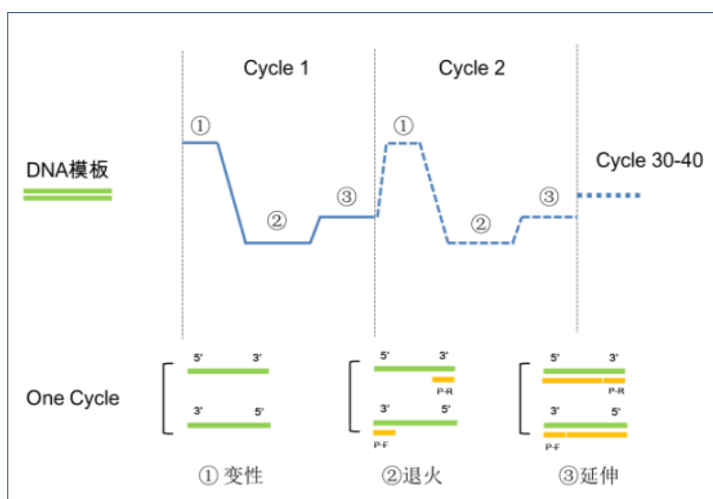 Cycle 1
Cycle 2
①
①
DNA模板
Cycle 30-40
③
③
②
②
5' 3'
5' 3'
5' 3'
P-R
P-R
One Cycle
3' 5'
3' 5'
3' 5'
P-F
P-F
① 变性
②退火
③延伸